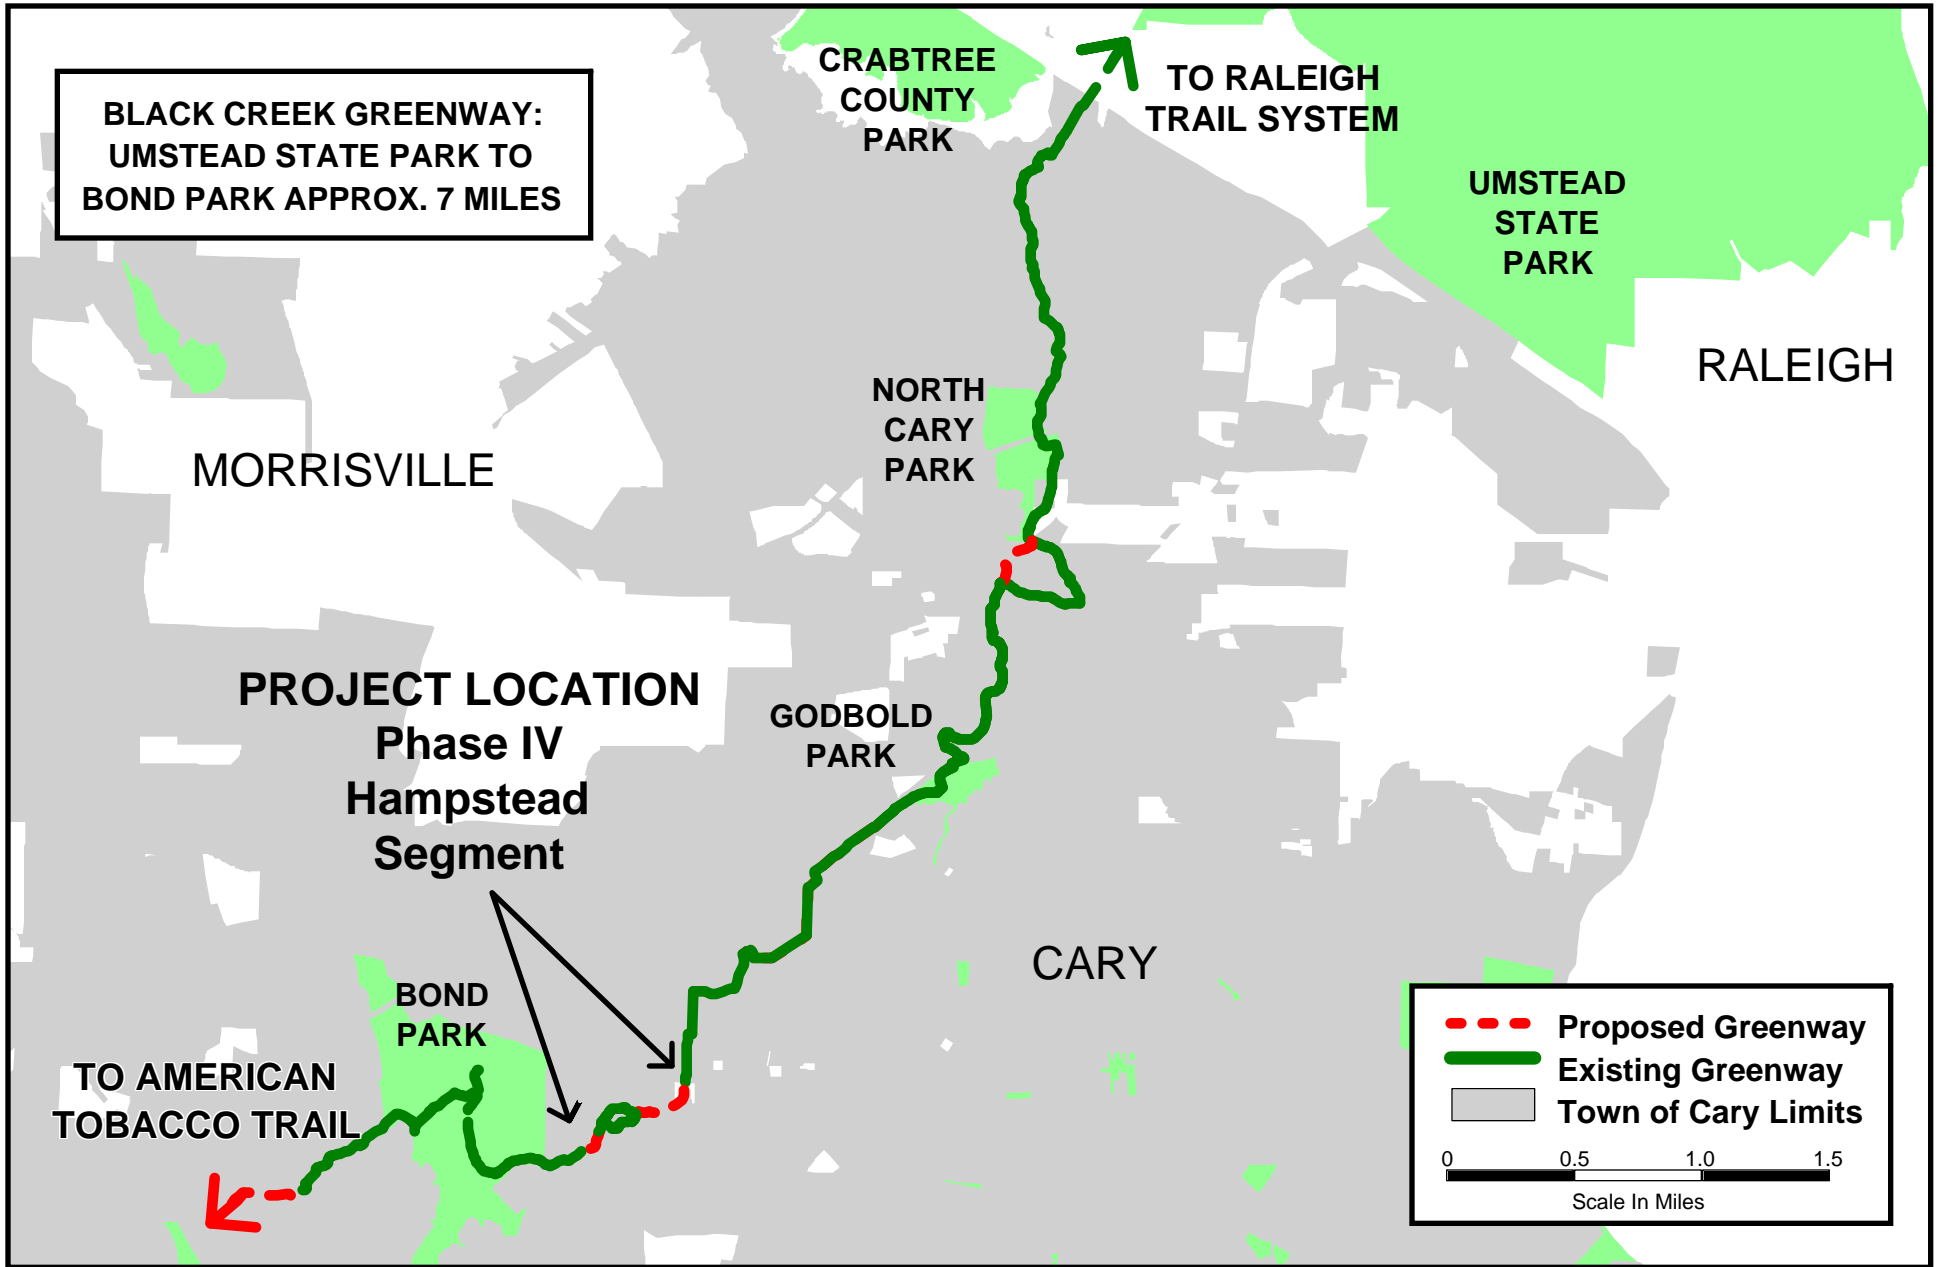 BLACK CREEK GREENWAY:
UMSTEAD STATE PARK TO
BOND PARK APPROX. 7 MILES
CRABTREE
COUNTY
PARK
TO RALEIGH
TRAIL SYSTEM
UMSTEAD
STATE
PARK
RALEIGH
NORTH
CARY
PARK
MORRISVILLE
PROJECT LOCATION
Phase IV
Hampstead
Segment
GODBOLD
PARK
CARY
BOND
PARK
TO AMERICAN
TOBACCO TRAIL
Proposed Greenway
Existing Greenway
Town of Cary Limits
0 0.5 1.0 1.5
Scale In Miles